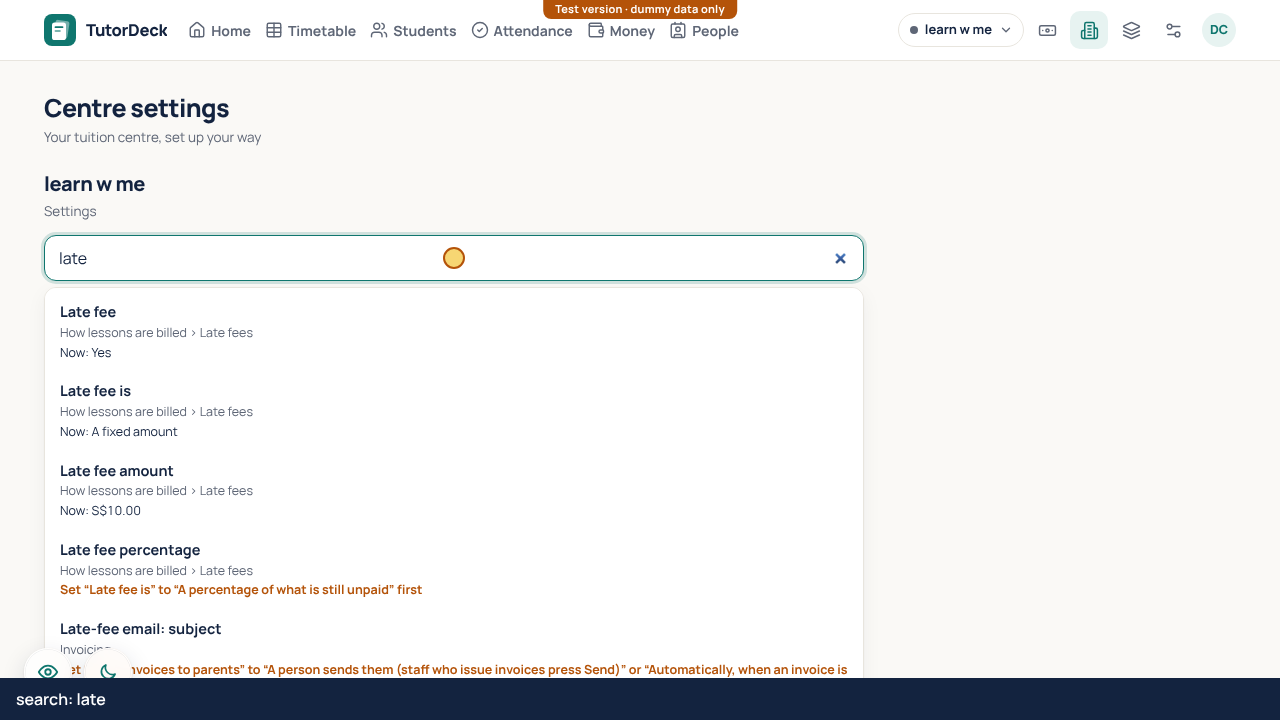 Test version · dummy data only
TutorDeck
Home
Timetable
Students
Attendance
Money
People
learn w me
DC
Centre settings
Your tuition centre, set up your way
learn w me
Settings
late
Late fee
How lessons are billed › Late fees
Now: Yes
Late fee is
How lessons are billed › Late fees
Now: A fixed amount
Late fee amount
How lessons are billed › Late fees
Now: S$10.00
Late fee percentage
How lessons are billed › Late fees
Set “Late fee is” to “A percentage of what is still unpaid” first
Late-fee email: subject
Invoicing
nvoices to parents” to “A person sends them (staff who issue invoices press Send)” or “Automatically, when an invoice is
search: late